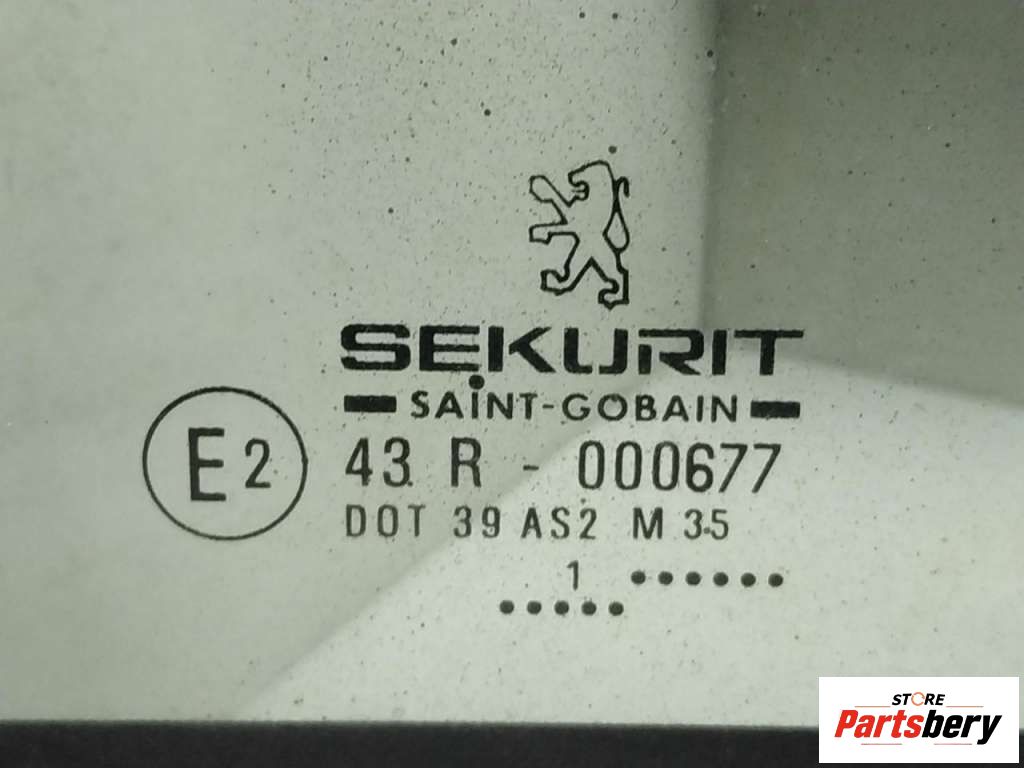 SEKURIT
SAINT-GOBAIN
E2 43 R - 000677
DOT 39 AS2 M 35
1 ••••••
•••••
STORE
Partsbery